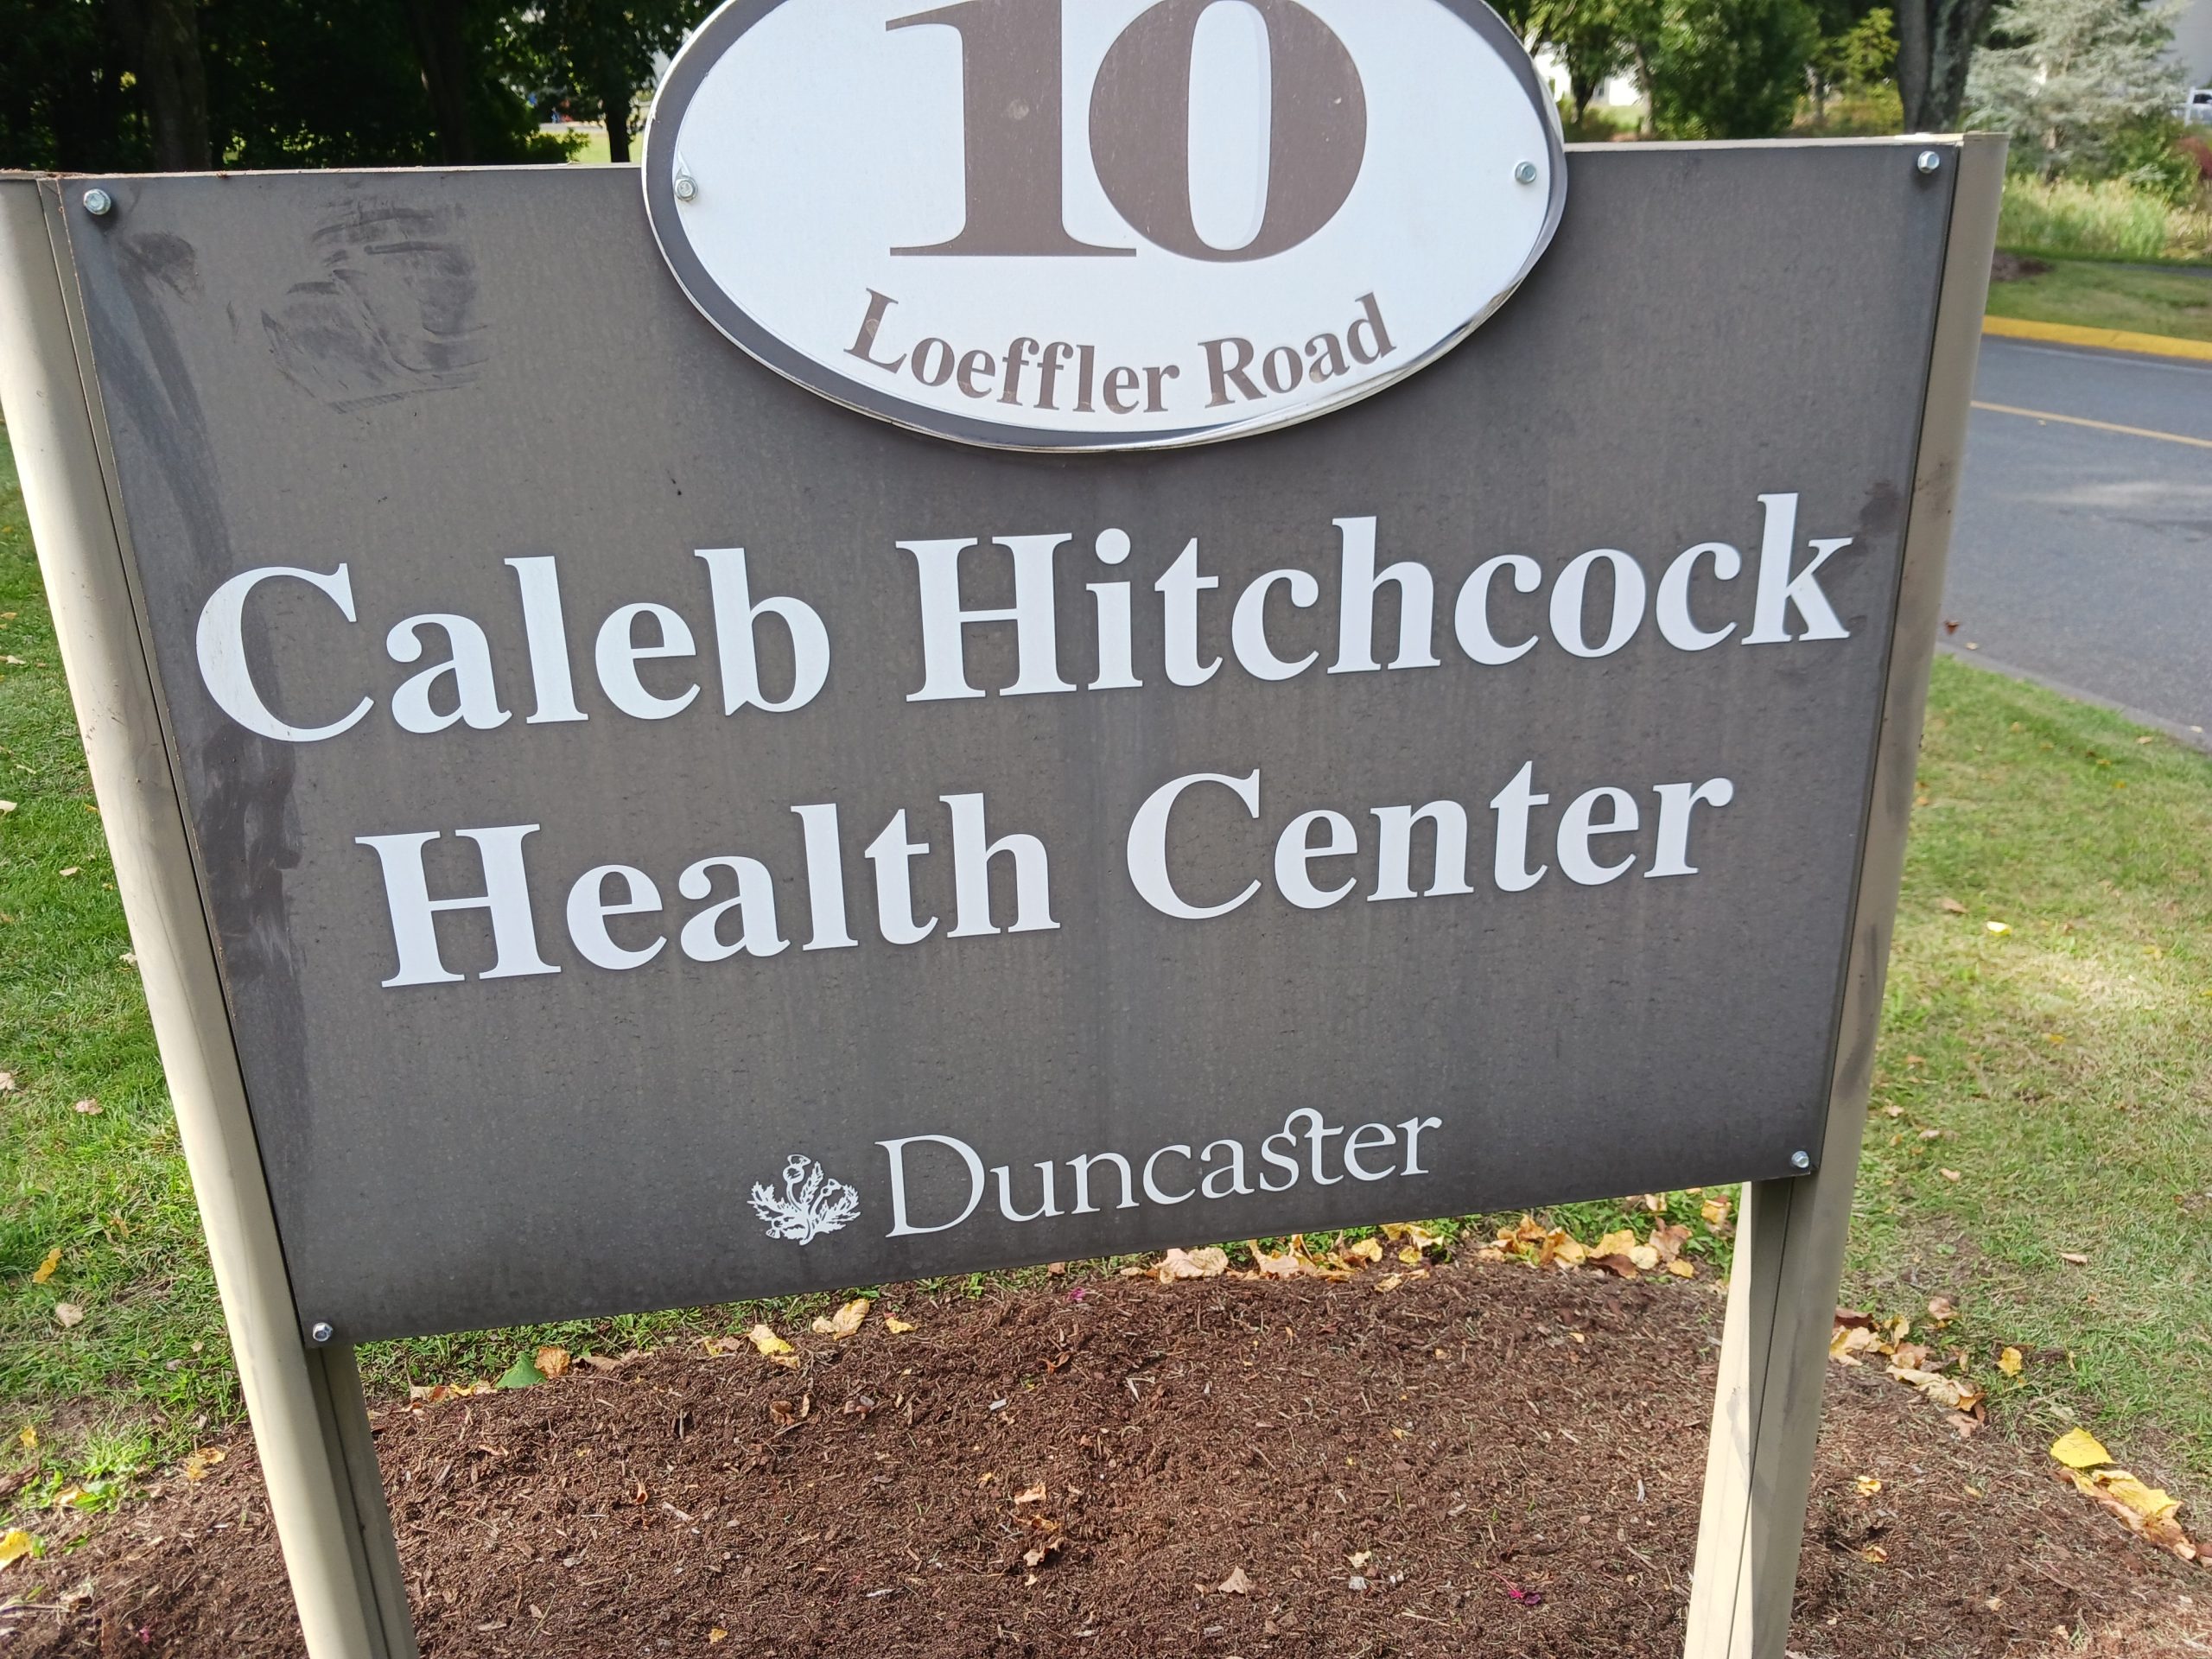 10
Loeffler Road
Caleb Hitchcock
Health Center
Duncaster